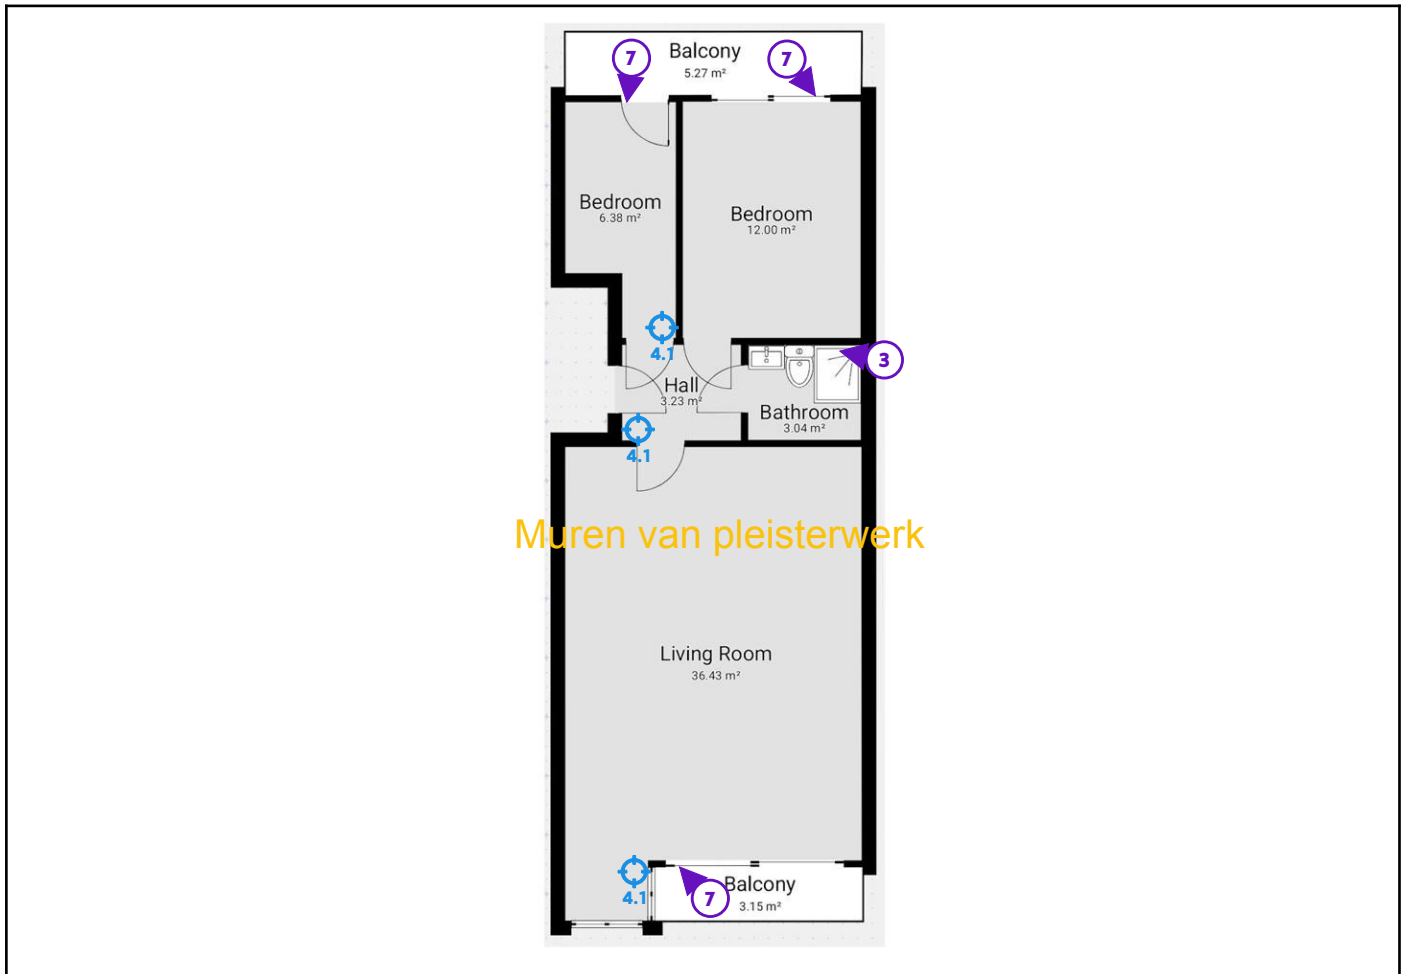 Balcony
5.27 m²
7
7
Bedroom
6.38 m²
Bedroom
12.00 m²
4.1
3
Hall
3.23 m²
Bathroom
3.04 m²
4.1
Muren van pleisterwerk
Living Room
36.43 m²
4.1
7
Balcony
3.15 m²